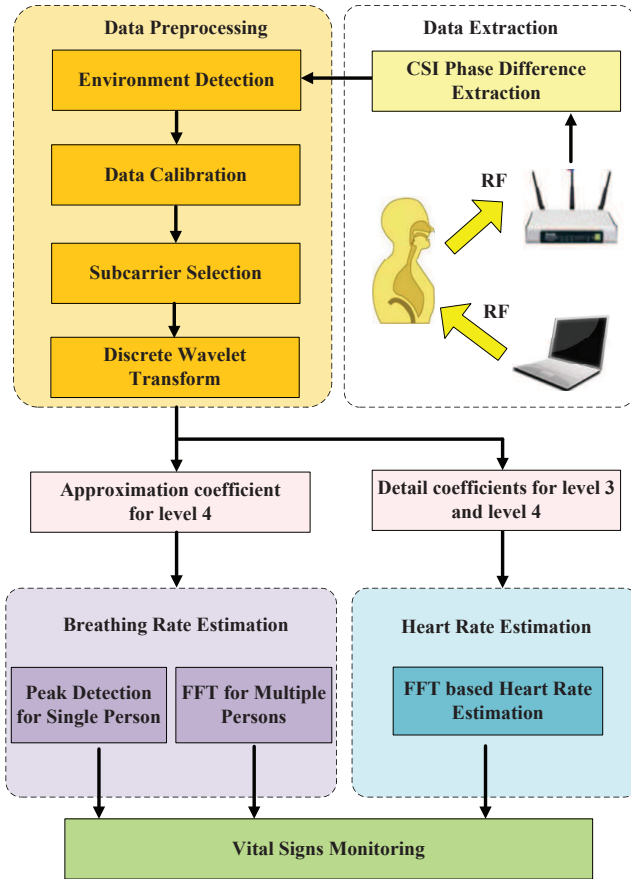 Data Preprocessing
Environment Detection
Data Calibration
Subcarrier Selection
Discrete Wavelet
Transform
Data Extraction
CSI Phase Difference
Extraction
RF
RF
Approximation coefficient
for level 4
Detail coefficients for level 3
and level 4
Breathing Rate Estimation
Peak Detection
for Single Person
FFT for Multiple
Persons
Heart Rate Estimation
FFT based Heart Rate
Estimation
Vital Signs Monitoring